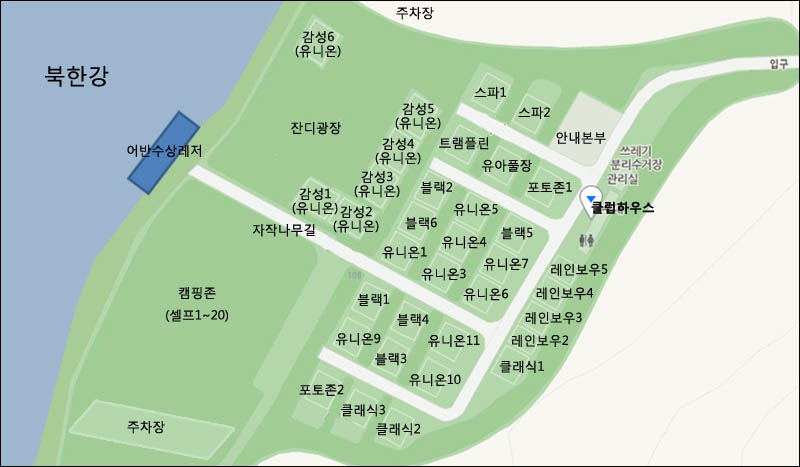 주차장
감성6
(유니온)
입구
북한강
스파1
감성5
(유니온)
스파2
잔디광장
안내본부
트램플린
감성4
(유니온)
어반수상레저
쓰레기
분리수거장
관리실
유아풀장
감성3
(유니온)
블랙2
포토존1
감성1
(유니온)
감성2
(유니온)
유니온5
클럽하우스
블랙6
자작나무길
블랙5
유니온4
유니온1
유니온7
레인보우5
유니온3
108
캠핑존
(셀프1~20)
유니온6
레인보우4
블랙1
블랙4
레인보우3
유니온9
유니온11
레인보우2
블랙3
클래식1
유니온10
포토존2
클래식3
주차장
클래식2